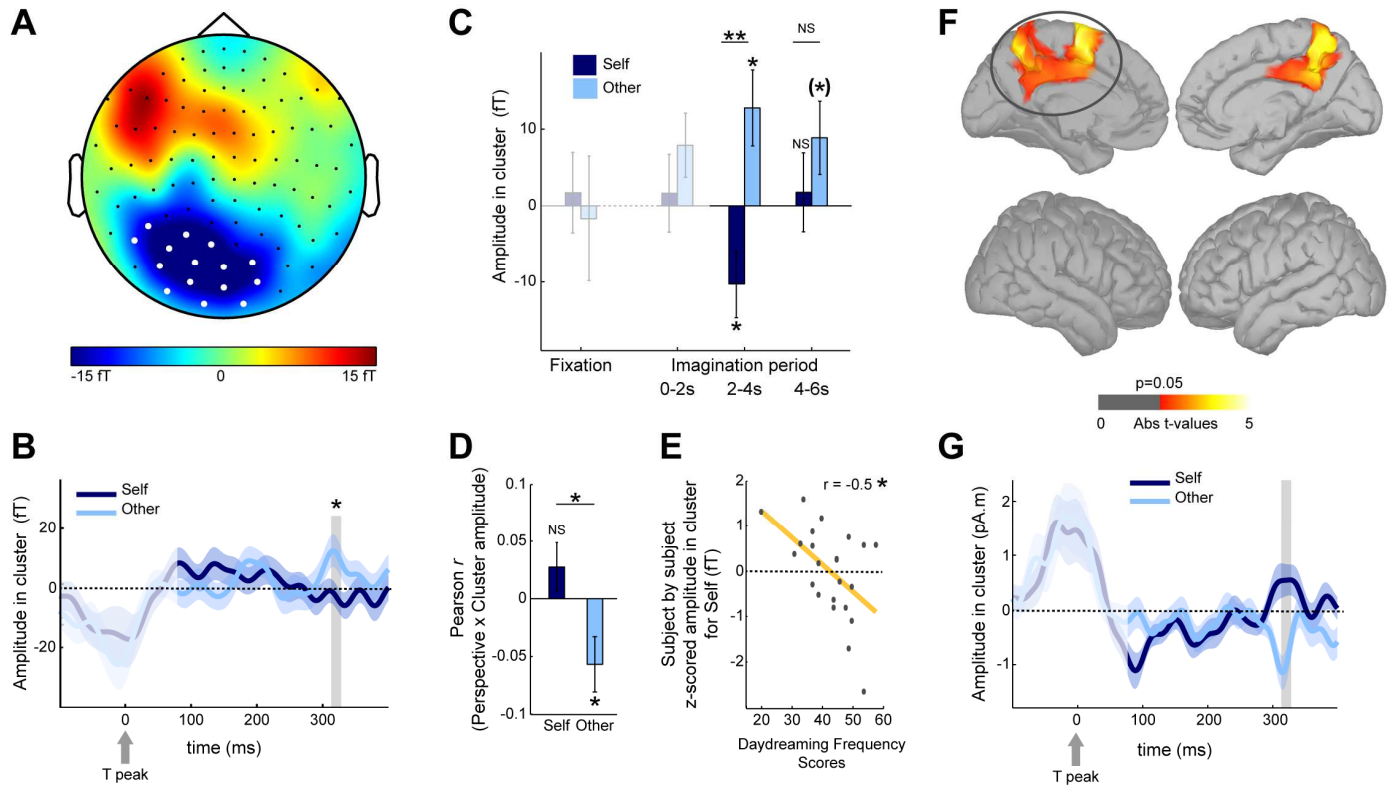 A
-15 fT 0 15 fT
B
Amplitude in cluster (fT)
Self
Other
*
20
0
-20
0 100 200 300
time (ms)
T peak
C
Amplitude in cluster (fT)
Self
Other
** NS
*
(*)
NS
*
10
0
-10
Fixation Imagination period
0-2s 2-4s 4-6s
D
Pearson r
(Perspective x Cluster amplitude)
0.1
0.05
0
-0.05
-0.1
*
NS
*
Self Other
E
Subject by subject
z-scored amplitude in cluster
for Self (fT)
r = -0.5 *
2
1
0
-1
-2
20 30 40 50 60
Daydreaming Frequency
Scores
F
p=0.05
0 Abs t-values 5
G
Amplitude in cluster (pA.m)
Self
Other
2
1
0
-1
0 100 200 300
time (ms)
T peak